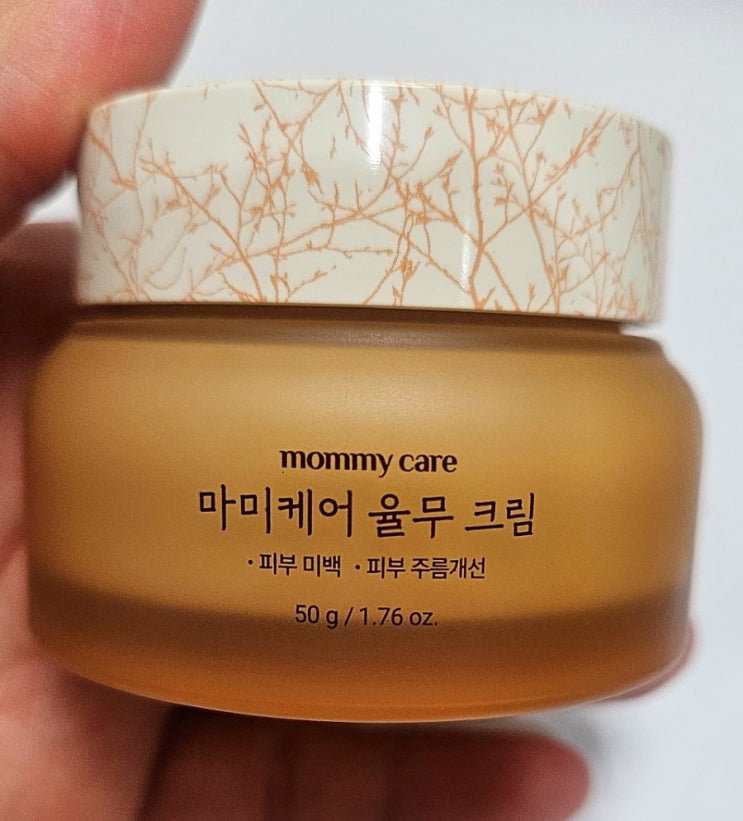 mommy care
마미케어 율무 크림
· 피부 미백 · 피부 주름개선
50 g / 1.76 oz.